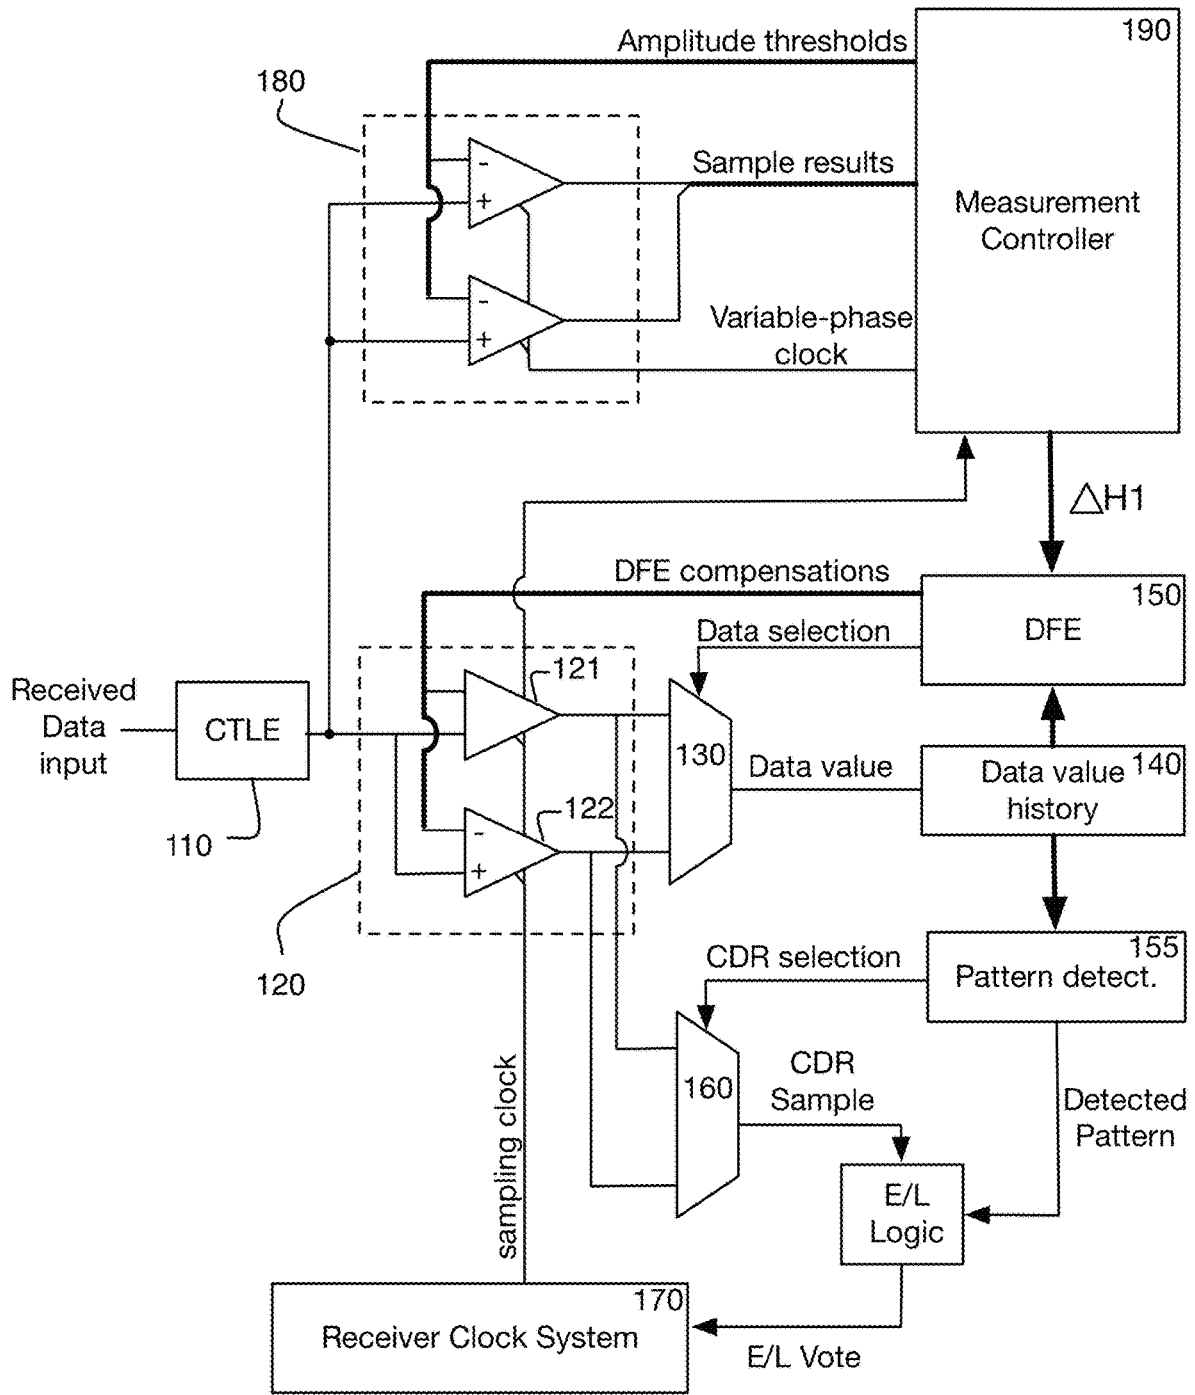 190
Amplitude thresholds
180
-
Sample results
+
Measurement
Controller
-
Variable-phase
+
clock
△H1
DFE compensations
150
DFE
Data selection
121
Received
Data
input
CTLE
130
Data value
140
Data value
history
122
-
110
+
155
CDR selection
Pattern detect.
120
CDR
Sample
160
Detected
Pattern
sampling clock
E/L
Logic
170
Receiver Clock System
E/L Vote